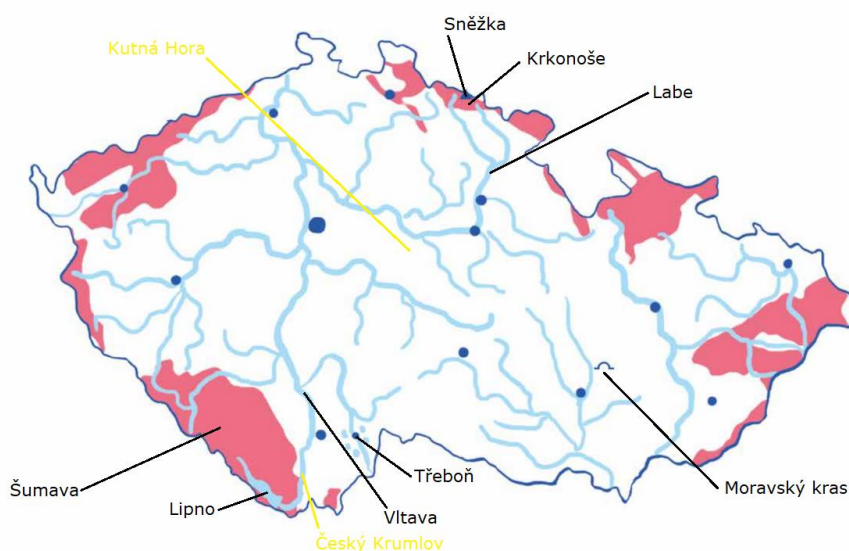 Sněžka
Kutná Hora
Krkonoše
Labe
Šumava
Lipno
Třeboň
Moravský kras
Vltava
Český Krumlov